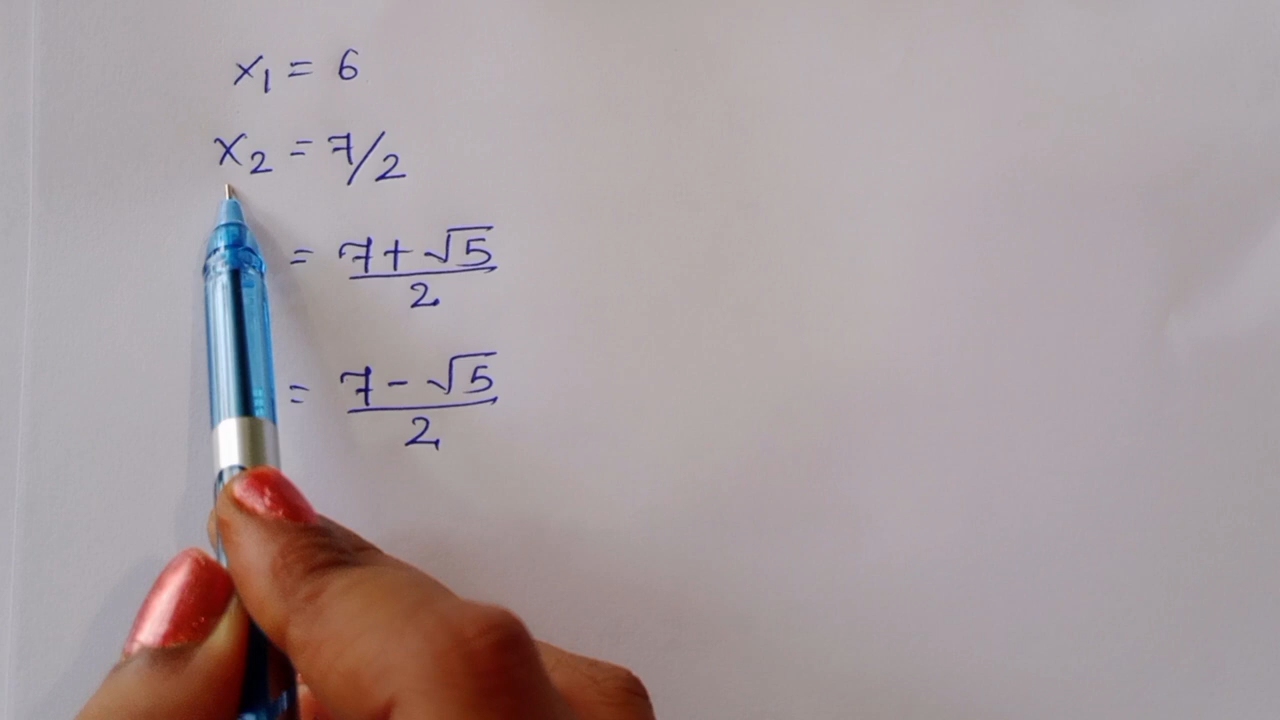 x₁ = 6
x₂ = 7/2
= (7 + √5)/2
= (7 - √5)/2